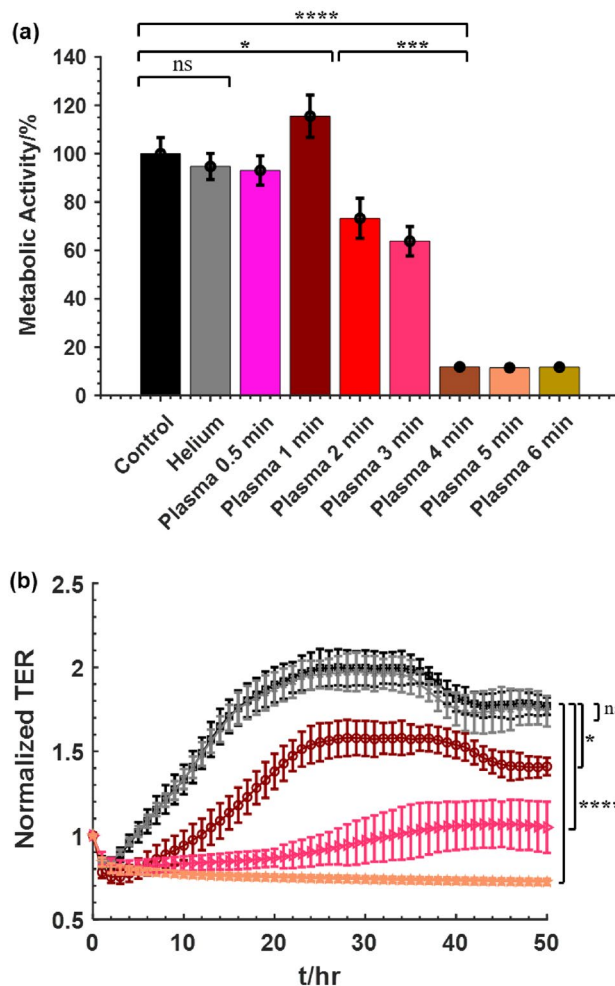 (a)
****
*
***
ns
Metabolic Activity/%
140
120
100
80
60
40
20
0
Control
Helium
Plasma 0.5 min
Plasma 1 min
Plasma 2 min
Plasma 3 min
Plasma 4 min
Plasma 5 min
Plasma 6 min
(b)
Normalized TER
2.5
2
1.5
1
0.5
n
*
****
0
10
20
30
40
50
t/hr